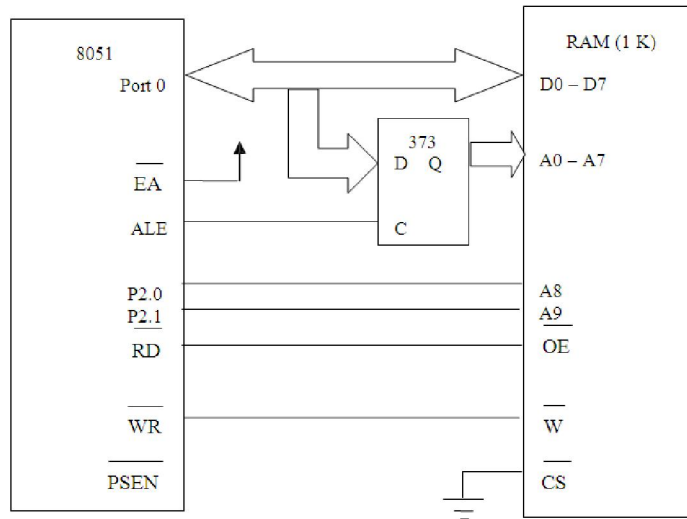 8051
RAM (1 K)
Port 0
D0 – D7
373
D Q
A0 – A7
EA
ALE
C
P2.0
A8
P2.1
A9
RD
OE
WR
W
PSEN
CS